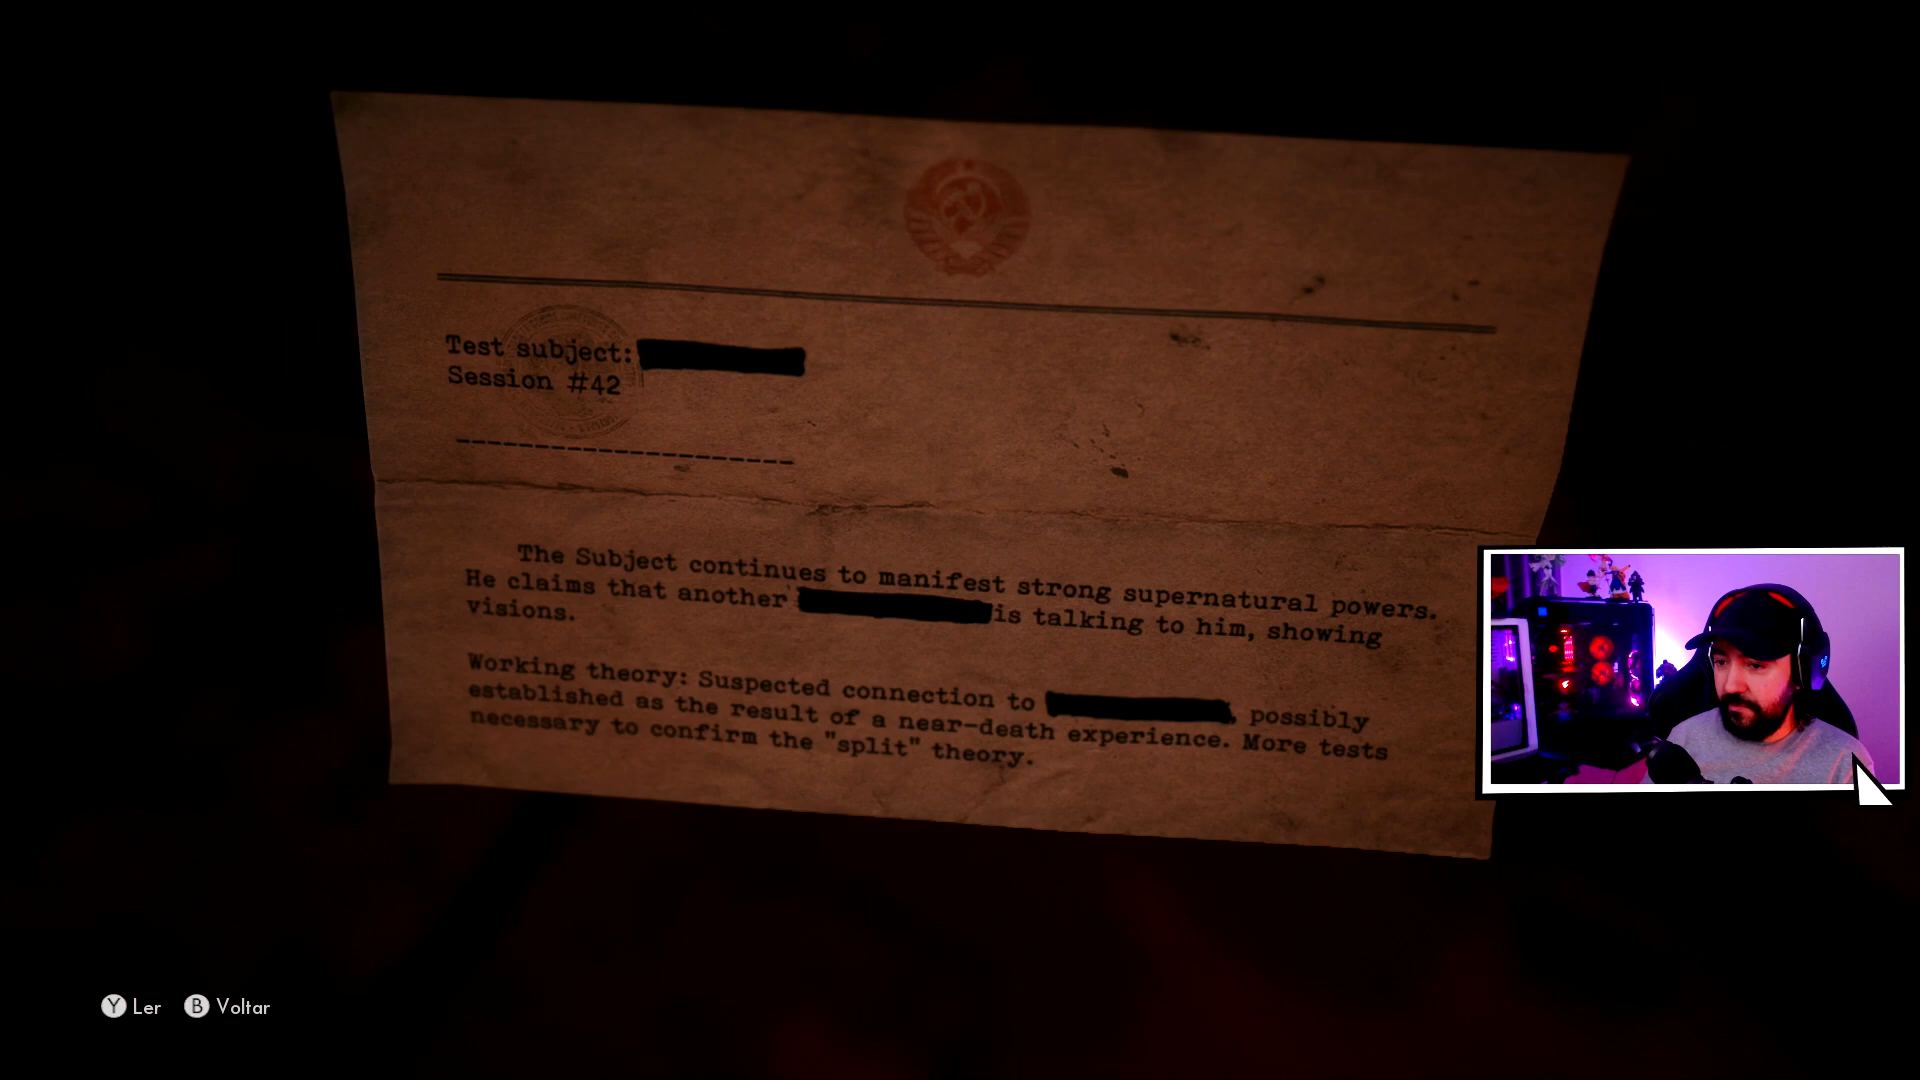 Test subject:
Session #42
The Subject continues to manifest strong supernatural powers.
He claims that another is talking to him, showing
visions.
Working theory: Suspected connection to , possibly
established as the result of a near-death experience. More tests
necessary to confirm the "split" theory.
Y Ler B Voltar